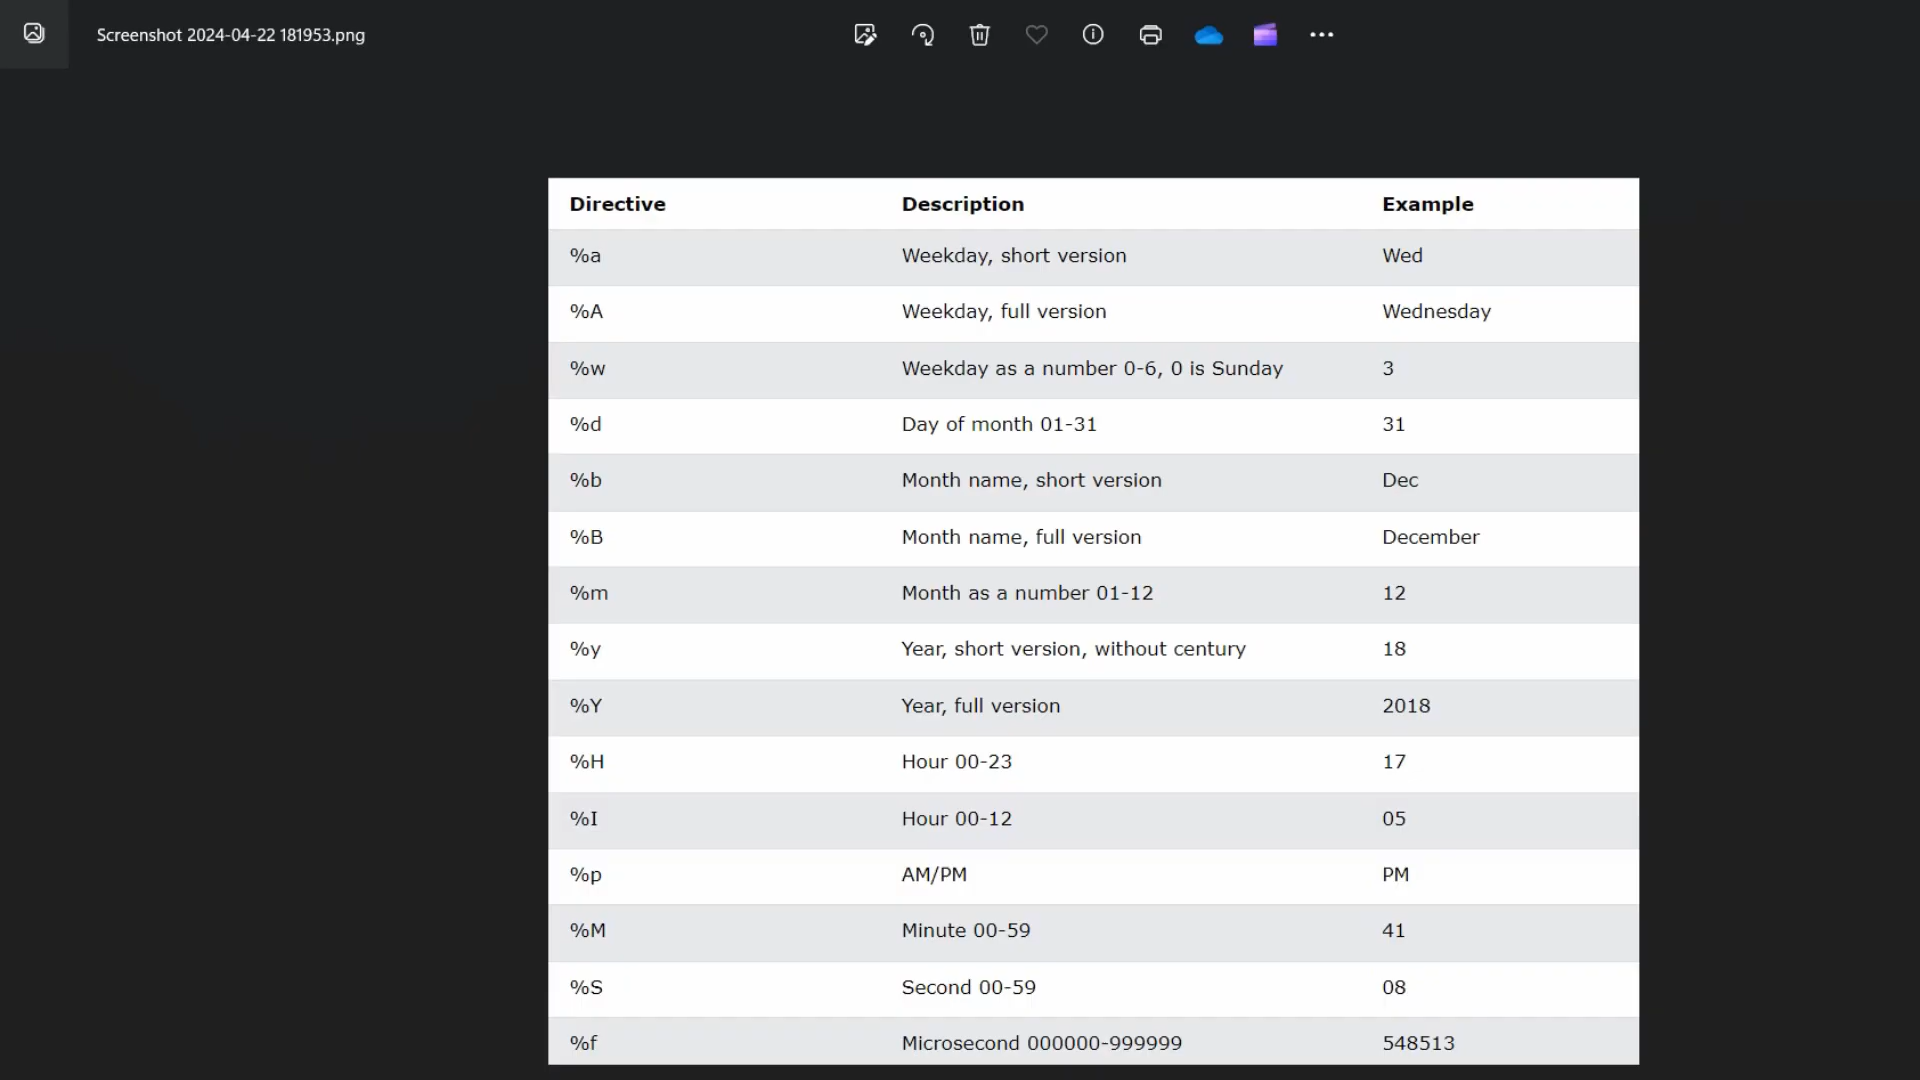 Screenshot 2024-04-22 181953.png
Directive Description Example
%a Weekday, short version Wed
%A Weekday, full version Wednesday
%w Weekday as a number 0-6, 0 is Sunday 3
%d Day of month 01-31 31
%b Month name, short version Dec
%B Month name, full version December
%m Month as a number 01-12 12
%y Year, short version, without century 18
%Y Year, full version 2018
%H Hour 00-23 17
%I Hour 00-12 05
%p AM/PM PM
%M Minute 00-59 41
%S Second 00-59 08
%f Microsecond 000000-999999 548513